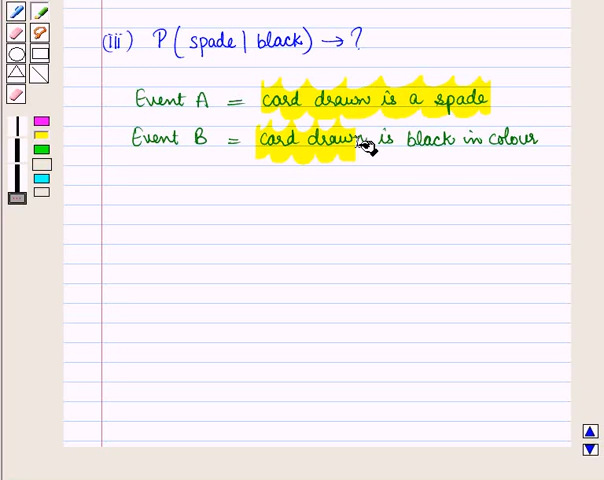 (iii) P(spade | black) → ?
Event A = card drawn is a spade
Event B = card drawn is black in colour